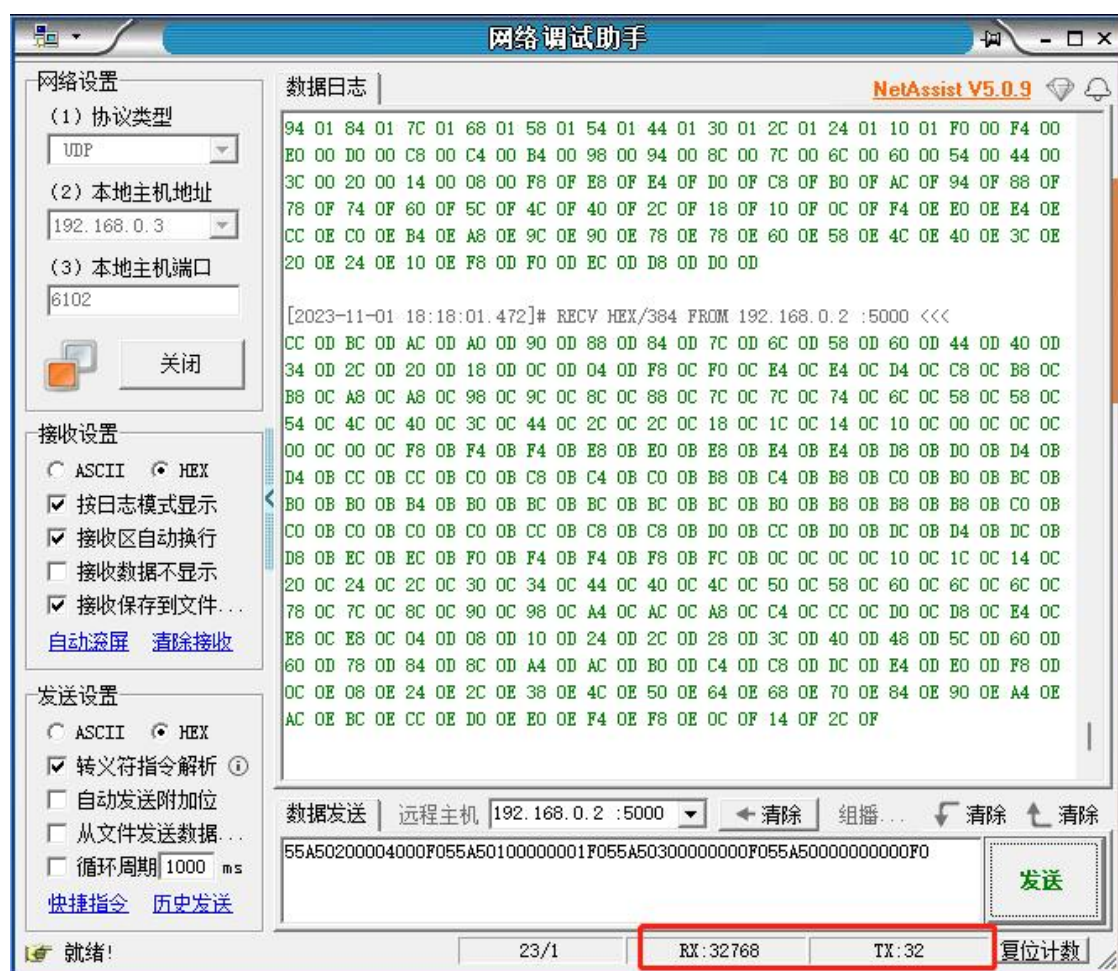 网络调试助手
网络设置
(1) 协议类型
UDP
(2) 本地主机地址
192.168.0.3
(3) 本地主机端口
6102
关闭
接收设置
ASCII HEX
按日志模式显示
接收区自动换行
接收数据不显示
接收保存到文件...
自动滚屏 清除接收
发送设置
ASCII HEX
转义符指令解析
自动发送附加位
从文件发送数据...
循环周期 1000 ms
快捷指令 历史发送
数据日志
NetAssist V5.0.9
94 01 84 01 7C 01 68 01 58 01 54 01 44 01 30 01 2C 01 24 01 10 01 F0 00 F4 00
E0 00 D0 00 C8 00 C4 00 B4 00 98 00 94 00 8C 00 7C 00 6C 00 60 00 54 00 44 00
3C 00 20 00 14 00 08 00 F8 0F E8 0F E4 0F D0 0F C8 0F B0 0F AC 0F 94 0F 88 0F
78 0F 74 0F 60 0F 5C 0F 4C 0F 40 0F 2C 0F 18 0F 10 0F 0C 0F F4 0E E0 0E E4 0E
CC 0E C0 0E B4 0E A8 0E 9C 0E 90 0E 78 0E 78 0E 60 0E 58 0E 4C 0E 40 0E 3C 0E
20 0E 24 0E 10 0E F8 0D F0 0D EC 0D D8 0D D0 0D
[2023-11-01 18:18:01.472]# RECV HEX/384 FROM 192.168.0.2 :5000 <<<
CC 0D BC 0D AC 0D A0 0D 90 0D 88 0D 84 0D 7C 0D 6C 0D 58 0D 60 0D 44 0D 40 0D
34 0D 2C 0D 20 0D 18 0D 0C 0D 04 0D F8 0C F0 0C E4 0C E4 0C D4 0C C8 0C B8 0C
B8 0C A8 0C A8 0C 98 0C 9C 0C 8C 0C 88 0C 7C 0C 7C 0C 74 0C 6C 0C 58 0C 58 0C
54 0C 4C 0C 40 0C 3C 0C 44 0C 2C 0C 2C 0C 18 0C 1C 0C 14 0C 10 0C 00 0C 0C 0C
00 0C 00 0C F8 0B F4 0B F4 0B E8 0B E0 0B E8 0B E4 0B E4 0B D8 0B D0 0B D4 0B
D4 0B CC 0B CC 0B C0 0B C8 0B C4 0B C0 0B B8 0B C4 0B B8 0B C0 0B B0 0B BC 0B
B0 0B B0 0B B4 0B B0 0B BC 0B BC 0B BC 0B BC 0B B0 0B B8 0B B8 0B B8 0B C0 0B
C0 0B C0 0B C0 0B C0 0B CC 0B C8 0B C8 0B D0 0B CC 0B D0 0B DC 0B D4 0B DC 0B
D8 0B EC 0B EC 0B F0 0B F4 0B F4 0B F8 0B FC 0B 0C 0C 0C 0C 10 0C 1C 0C 14 0C
20 0C 24 0C 2C 0C 30 0C 34 0C 44 0C 40 0C 4C 0C 50 0C 58 0C 60 0C 6C 0C 6C 0C
78 0C 7C 0C 8C 0C 90 0C 98 0C A4 0C AC 0C A8 0C C4 0C CC 0C D0 0C D8 0C E4 0C
E8 0C E8 0C 04 0D 08 0D 10 0D 24 0D 2C 0D 28 0D 3C 0D 40 0D 48 0D 5C 0D 60 0D
60 0D 78 0D 84 0D 8C 0D A4 0D AC 0D B0 0D C4 0D C8 0D DC 0D E4 0D E0 0D F8 0D
0C 0E 08 0E 24 0E 2C 0E 38 0E 4C 0E 50 0E 64 0E 68 0E 70 0E 84 0E 90 0E A4 0E
AC 0E BC 0E CC 0E D0 0E E0 0E F4 0E F8 0E 0C 0F 14 0F 2C 0F
数据发送 远程主机 192.168.0.2 :5000 清除 组播... 清除 清除
55A50200004000F055A50100000001F055A50300000000F055A50000000000F0
发送
就绪! 23/1 RX:32768 TX:32 复位计数